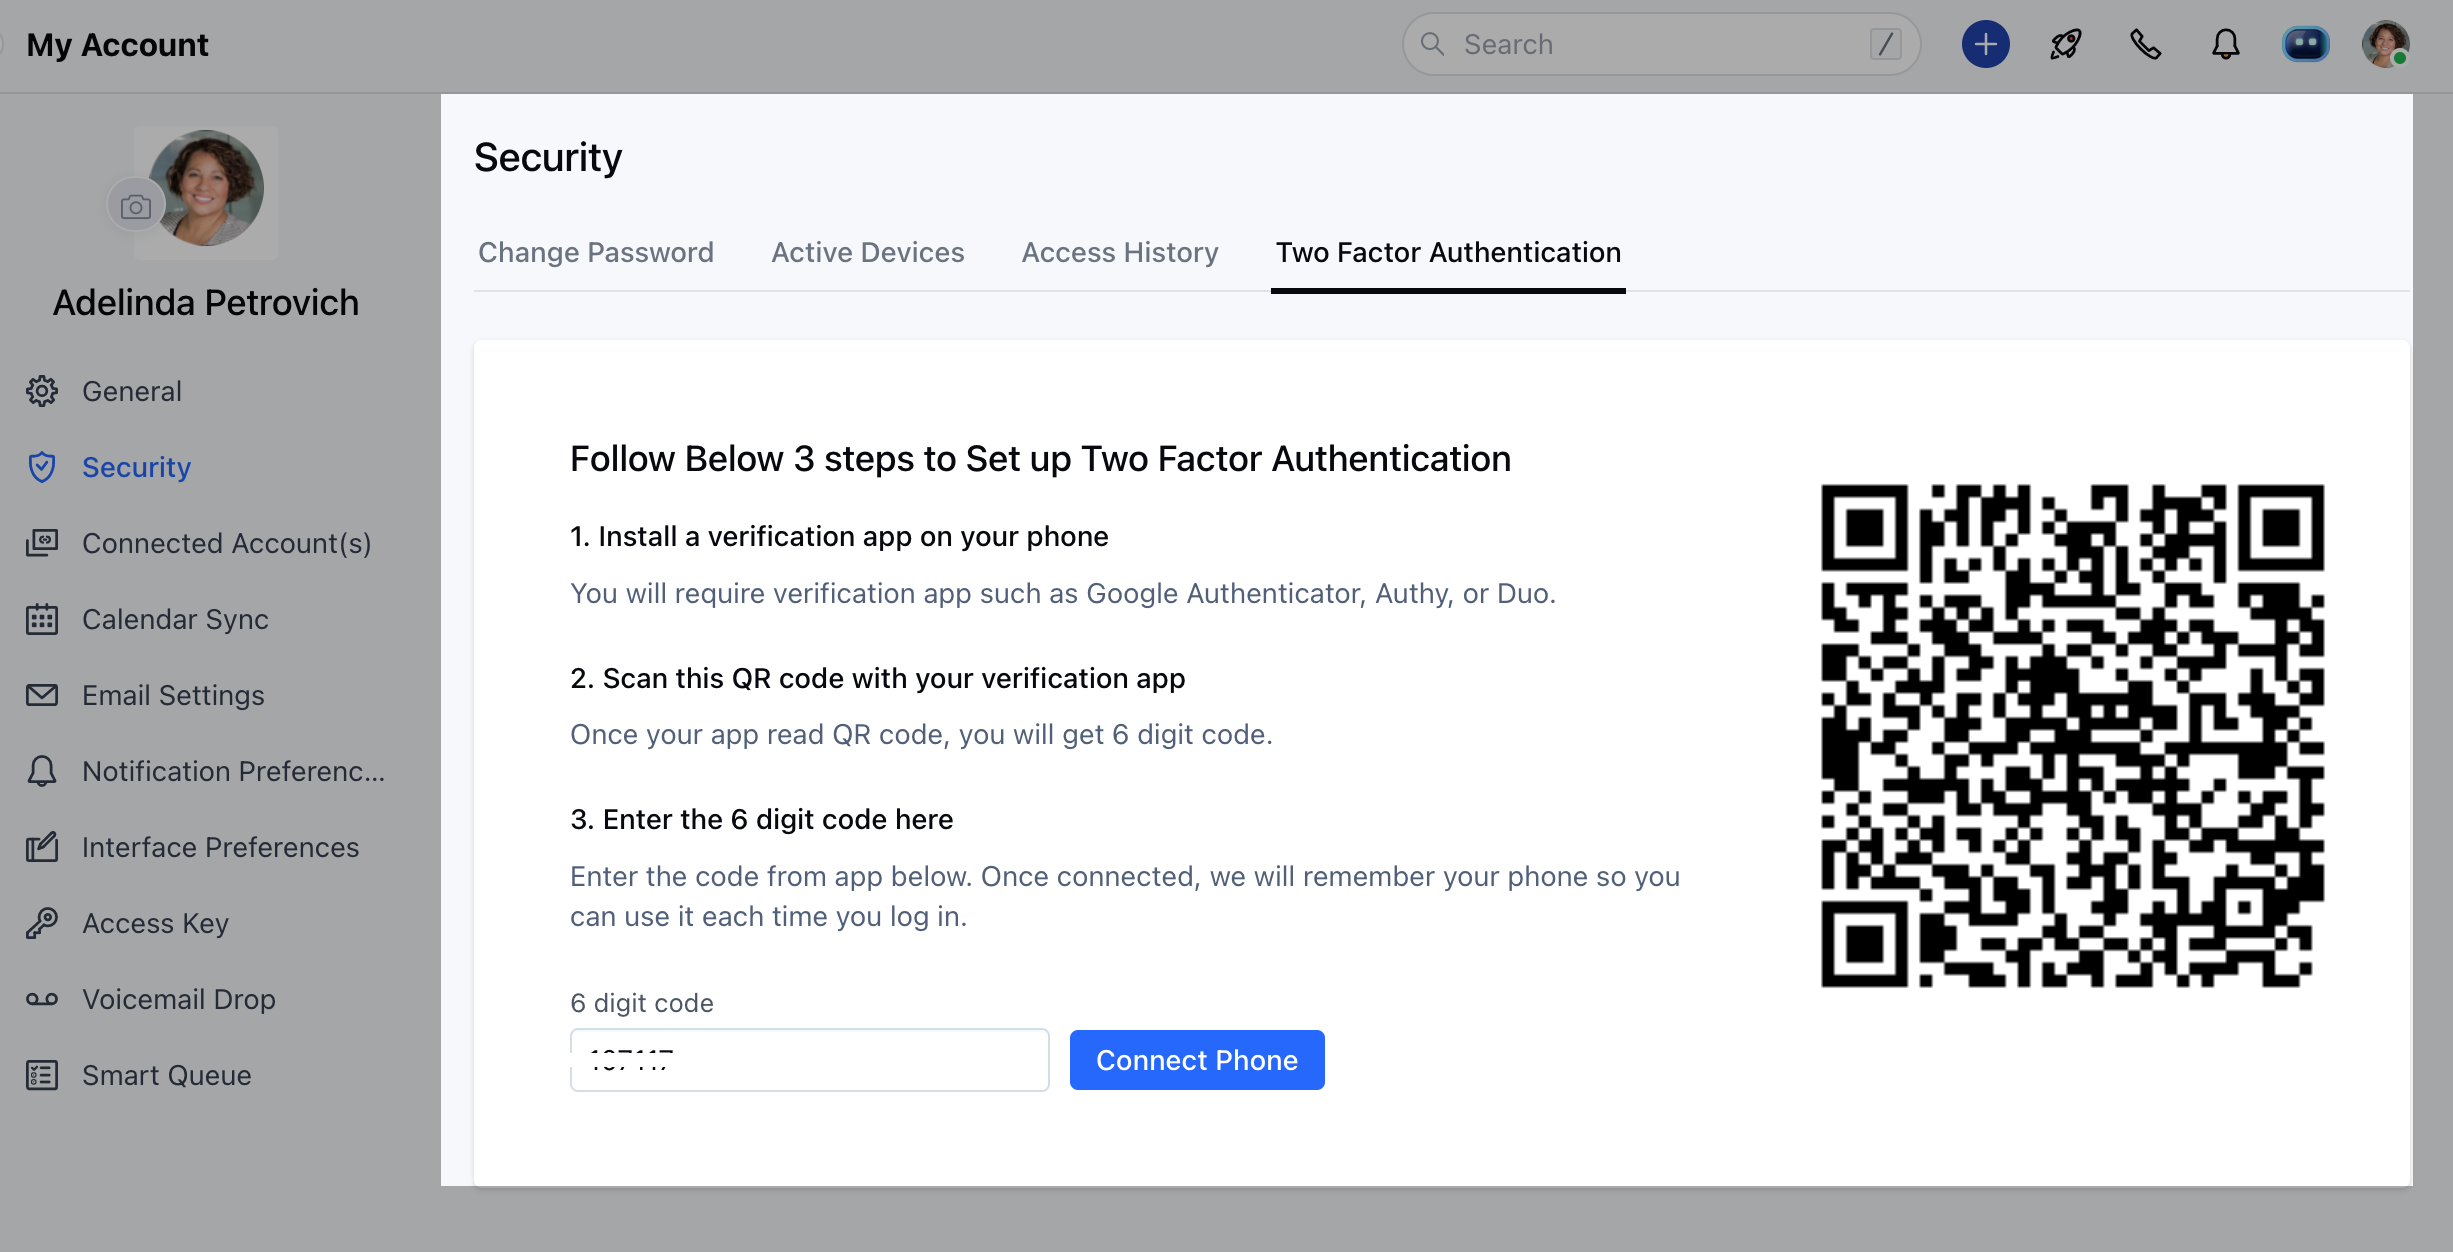 My Account
Search
/
Security
Change Password Active Devices Access History Two Factor Authentication
Adelinda Petrovich
General
Security
Connected Account(s)
Calendar Sync
Email Settings
Notification Preferenc...
Interface Preferences
Access Key
Voicemail Drop
Smart Queue
Follow Below 3 steps to Set up Two Factor Authentication
1. Install a verification app on your phone
You will require verification app such as Google Authenticator, Authy, or Duo.
2. Scan this QR code with your verification app
Once your app read QR code, you will get 6 digit code.
3. Enter the 6 digit code here
Enter the code from app below. Once connected, we will remember your phone so you
can use it each time you log in.
6 digit code
Connect Phone